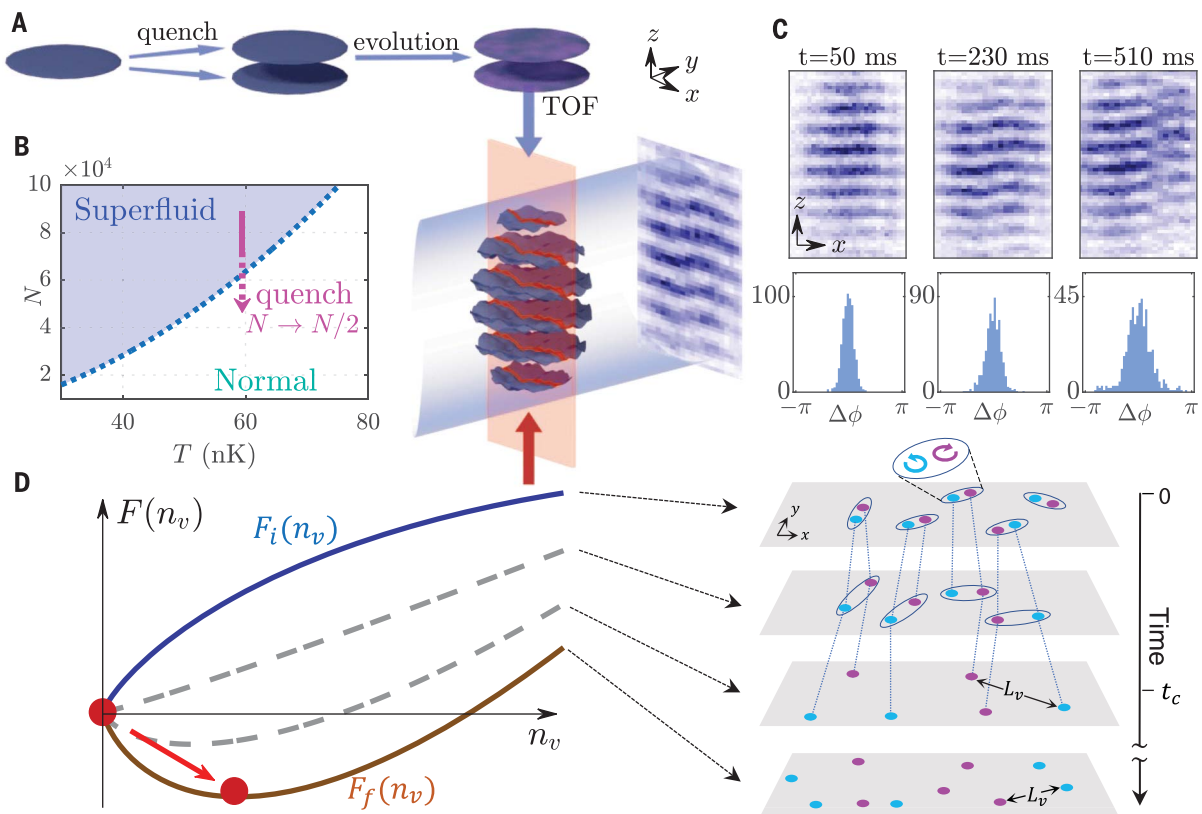 A
quench
evolution
TOF
z
y
x
B
×10⁴
10
8
6
4
2
N
Superfluid
quench
N → N/2
Normal
40
60
80
T (nK)
C
t=50 ms
t=230 ms
t=510 ms
z
x
100
0
−π
Δϕ
π
90
0
−π
Δϕ
π
45
0
−π
Δϕ
π
D
F(n_v)
F_i(n_v)
n_v
F_f(n_v)
y
x
L_v
L_v
0
Time
t_c